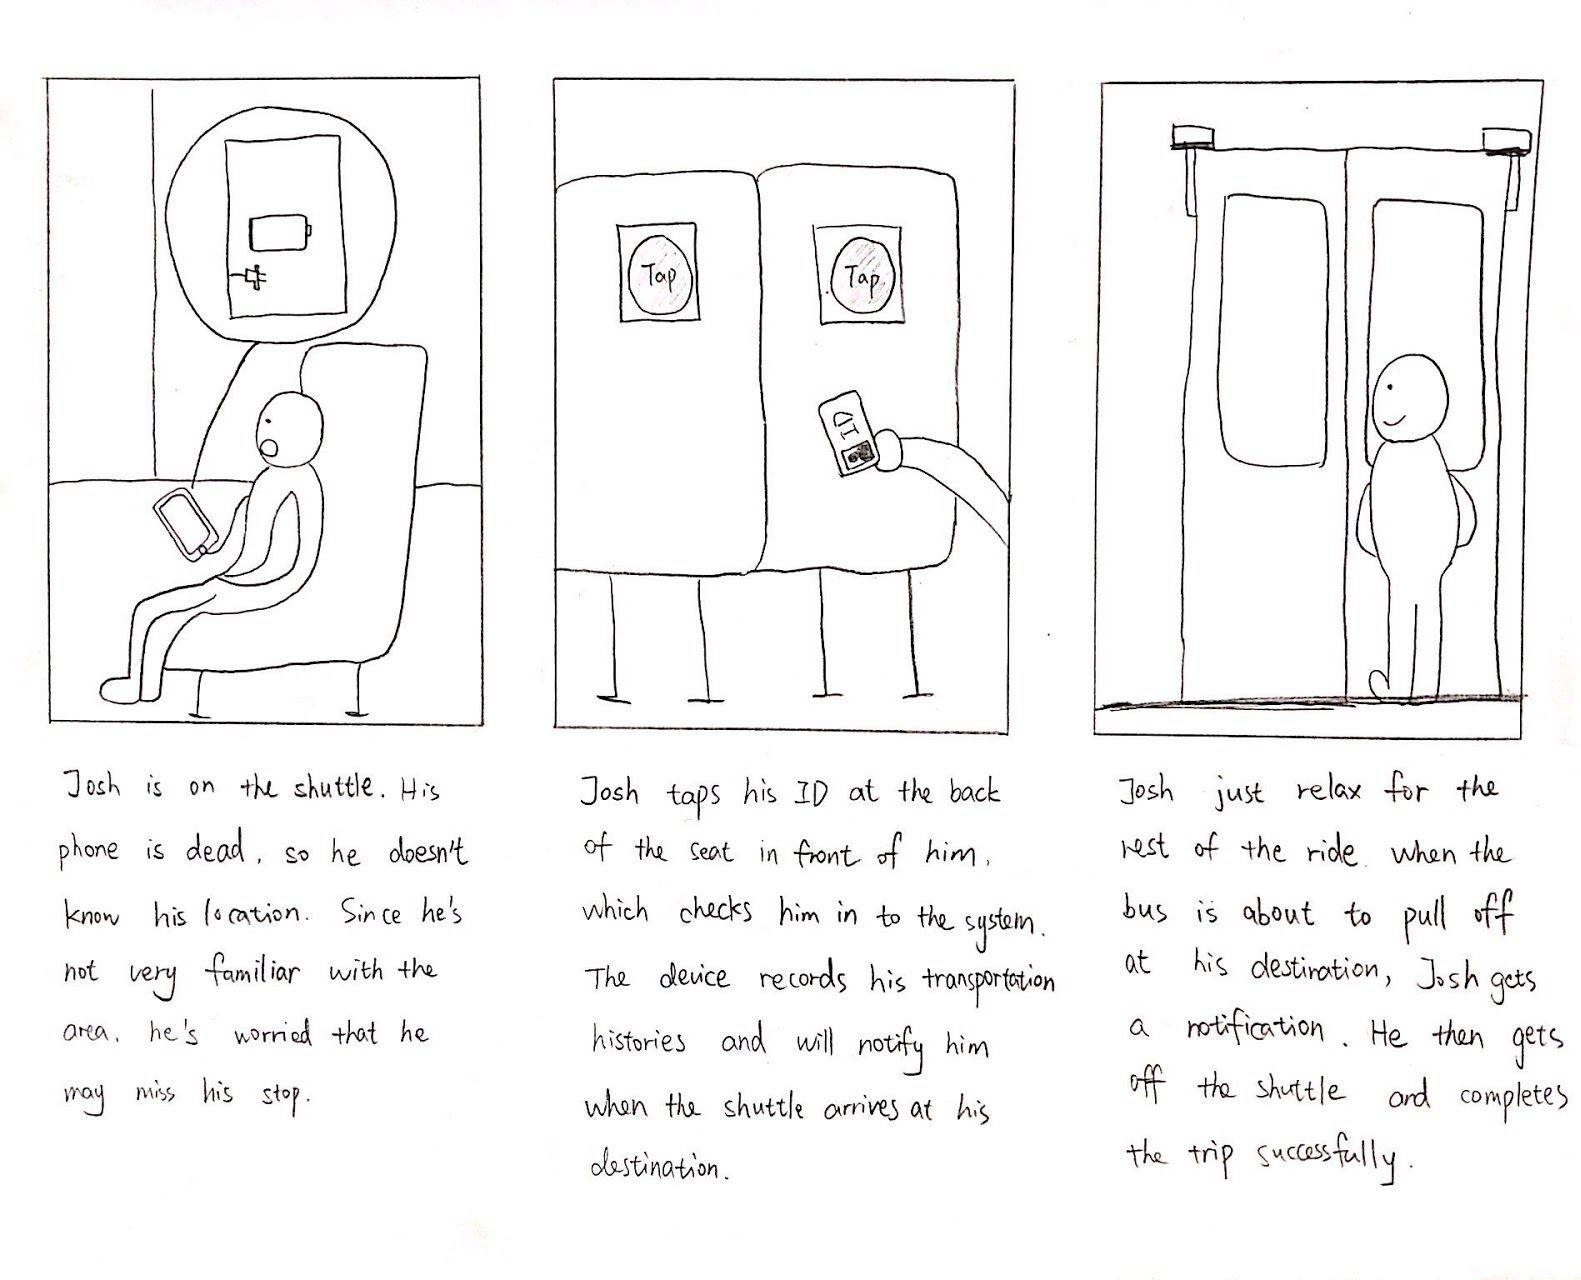 Tap
Tap
ID
Josh is on the shuttle. His
phone is dead, so he doesn't
know his location. Since he's
not very familiar with the
area, he's worried that he
may miss his stop.
Josh taps his ID at the back
of the seat in front of him,
which checks him in to the system.
The device records his transportation
histories and will notify him
when the shuttle arrives at his
destination.
Josh just relax for the
rest of the ride. when the
bus is about to pull off
at his destination, Josh gets
a notification. He then gets
off the shuttle and completes
the trip successfully.